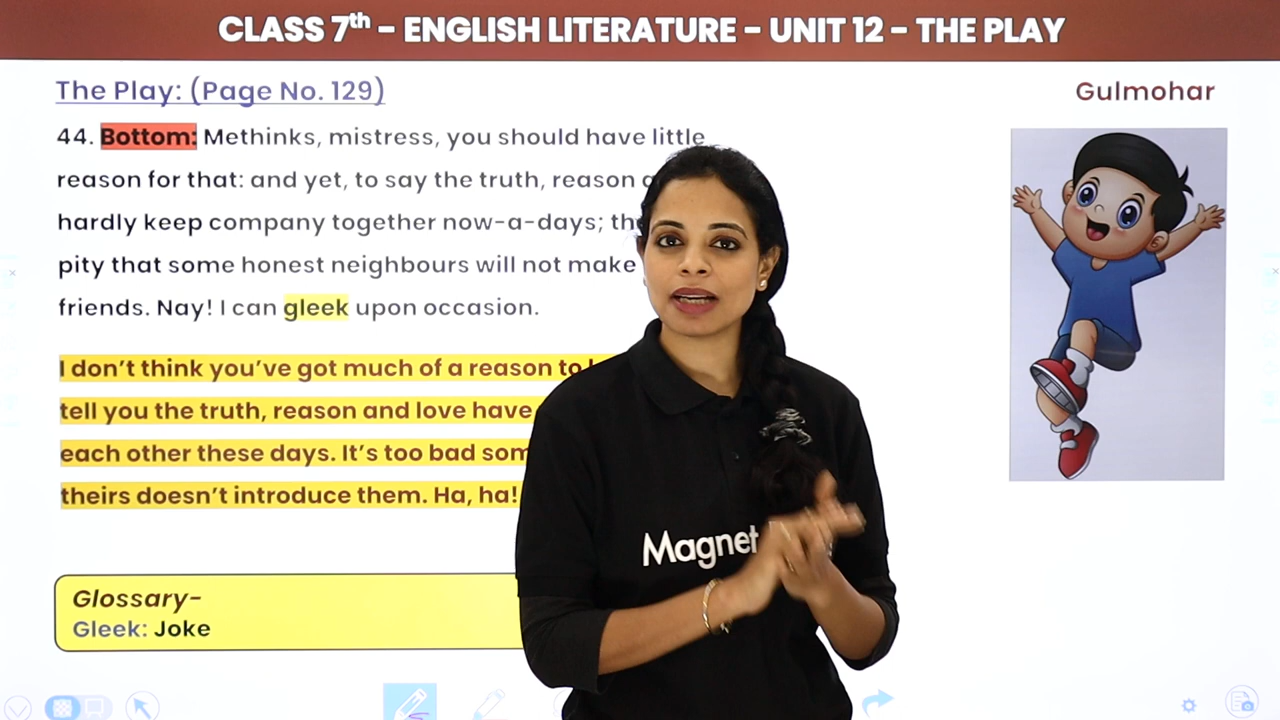 CLASS 7th – ENGLISH LITERATURE – UNIT 12 – THE PLAY
The Play: (Page No. 129)
Gulmohar
44. Bottom: Methinks, mistress, you should have little
reason for that: and yet, to say the truth, reason
hardly keep company together now-a-days;
pity that some honest neighbours will not make
friends. Nay! I can gleek upon occasion.
I don't think you've got much of a reason to
tell you the truth, reason and love have
each other these days. It's too bad
theirs doesn't introduce them. Ha, ha!
Magnet
Glossary-
Gleek: Joke